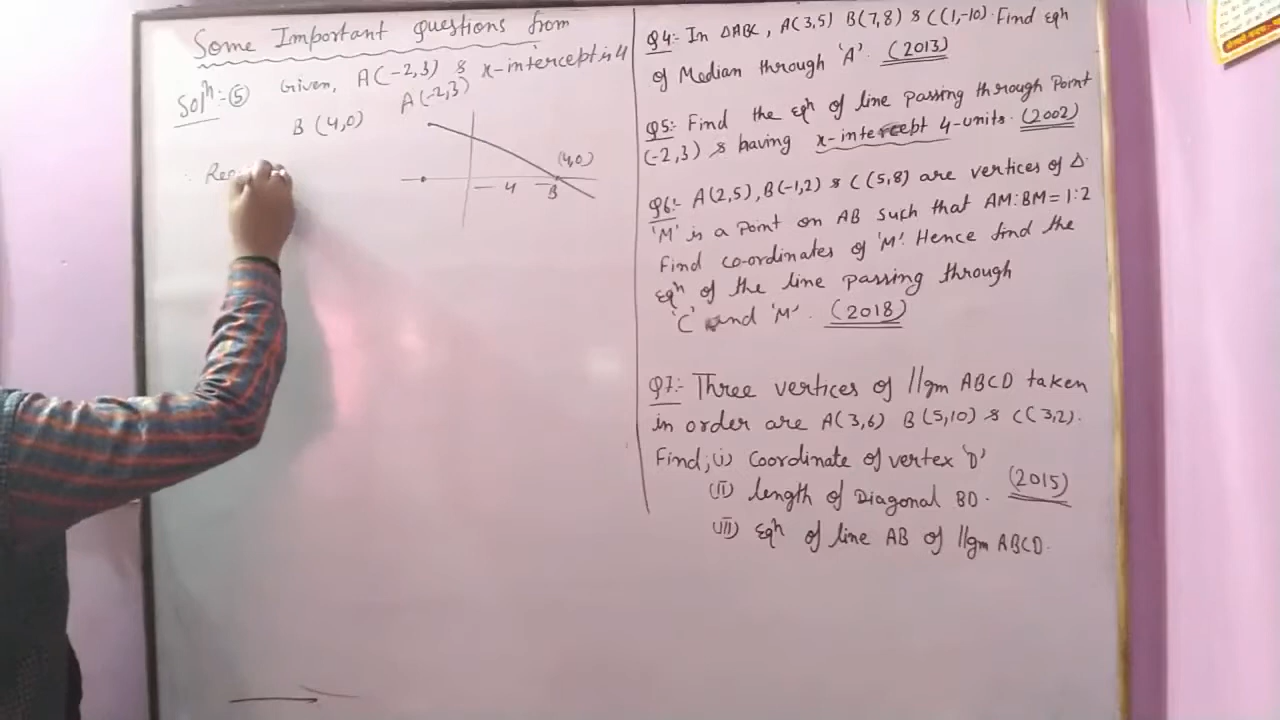 Some Important questions from
Solⁿ:⑤ Given, A(-2,3) & x-intercept is 4
B (4,0)
A(-2,3)
(4,0)
4
B
∴
Q4:- In ΔABC, A(3,5) B(7,8) & C(1,-10). Find eqⁿ
of Median through 'A'. (2013)
Q5:- Find the eqⁿ of line passing through Point
(-2,3) & having x-intercept 4-units. (2002)
Q6:- A(2,5), B(-1,2) & C(5,8) are vertices of Δ.
'M' is a point on AB such that AM:BM=1:2
Find co-ordinates of 'M'. Hence find the
eqⁿ of the line passing through
'C' and 'M'. (2018)
Q7:- Three vertices of //gm ABCD taken
in order are A(3,6) B(5,10) & C(3,2).
Find;(i) Coordinate of vertex 'D'
(ii) length of Diagonal BD. (2015)
(iii) eqⁿ of line AB of //gm ABCD.